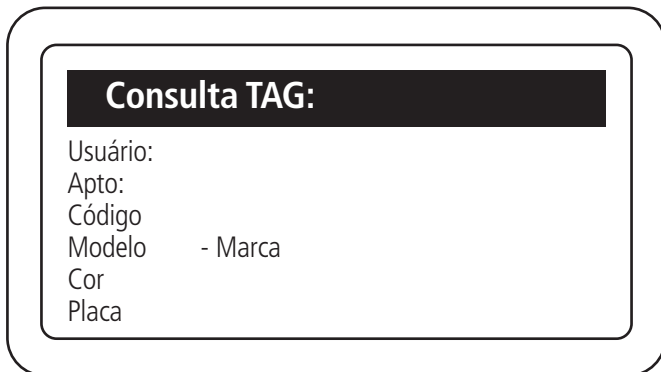 Consulta TAG:
Usuário:
Apto:
Código
Modelo - Marca
Cor
Placa